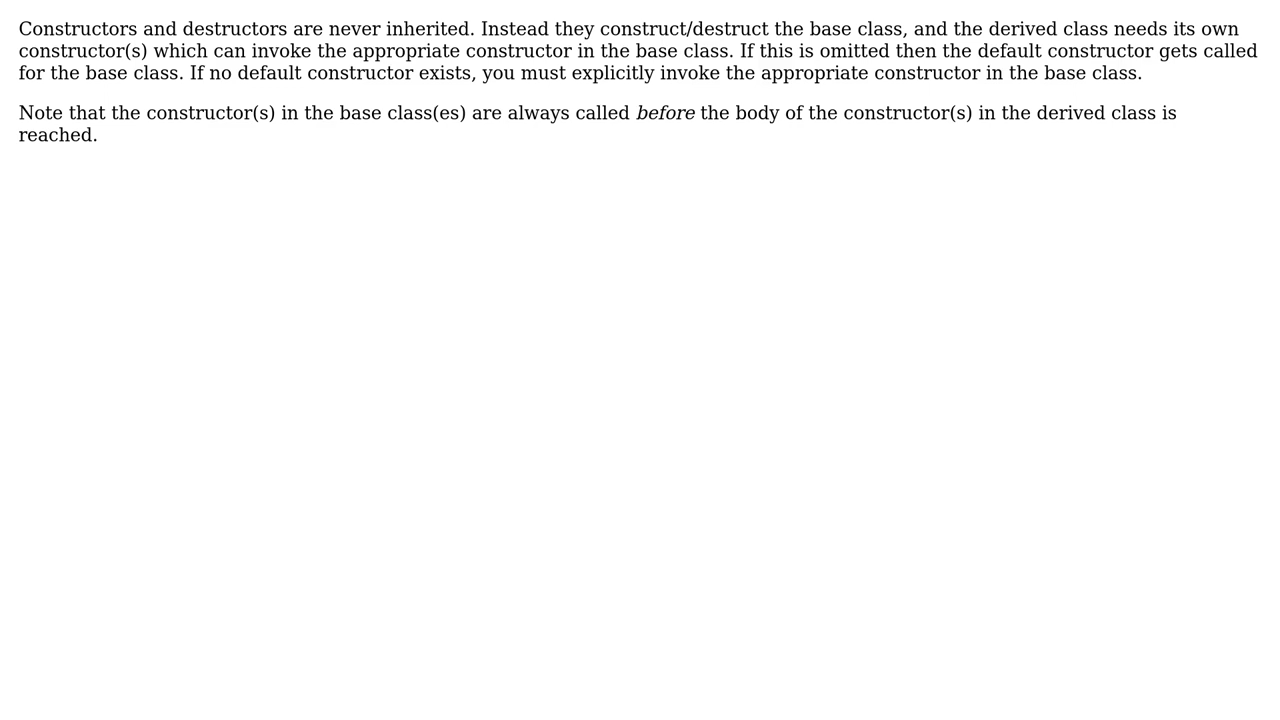 Constructors and destructors are never inherited. Instead they construct/destruct the base class, and the derived class needs its own
constructor(s) which can invoke the appropriate constructor in the base class. If this is omitted then the default constructor gets called
for the base class. If no default constructor exists, you must explicitly invoke the appropriate constructor in the base class.
Note that the constructor(s) in the base class(es) are always called before the body of the constructor(s) in the derived class is
reached.